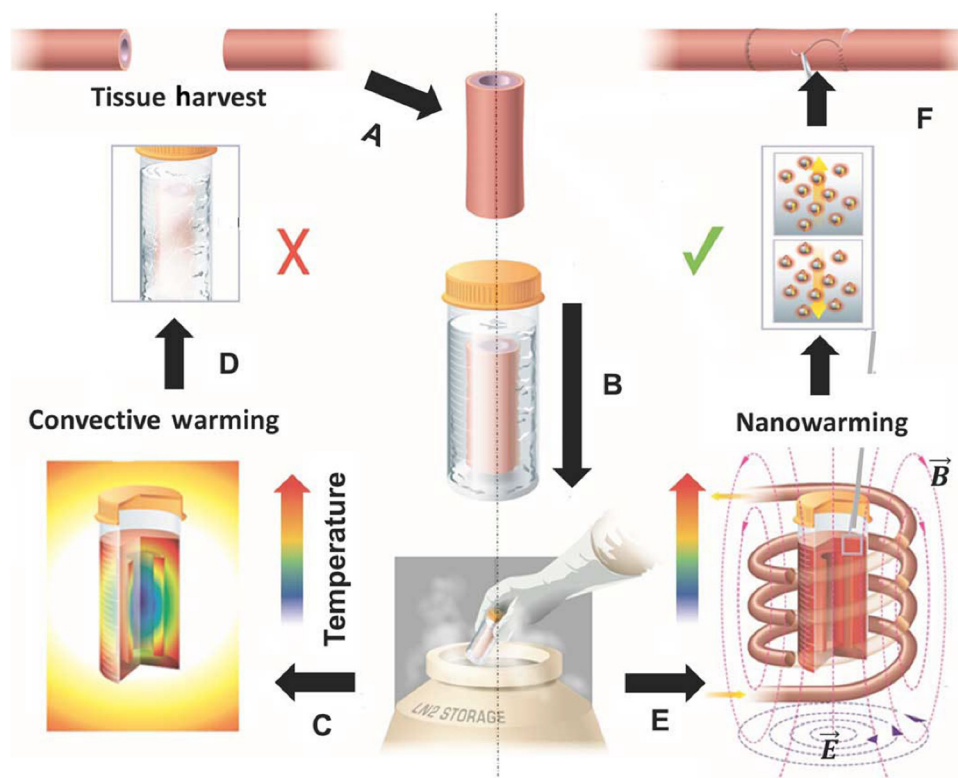 Tissue harvest
A
F
X
B
D
Convective warming
Nanowarming
Temperature
B
LN2 STORAGE
C
E
E